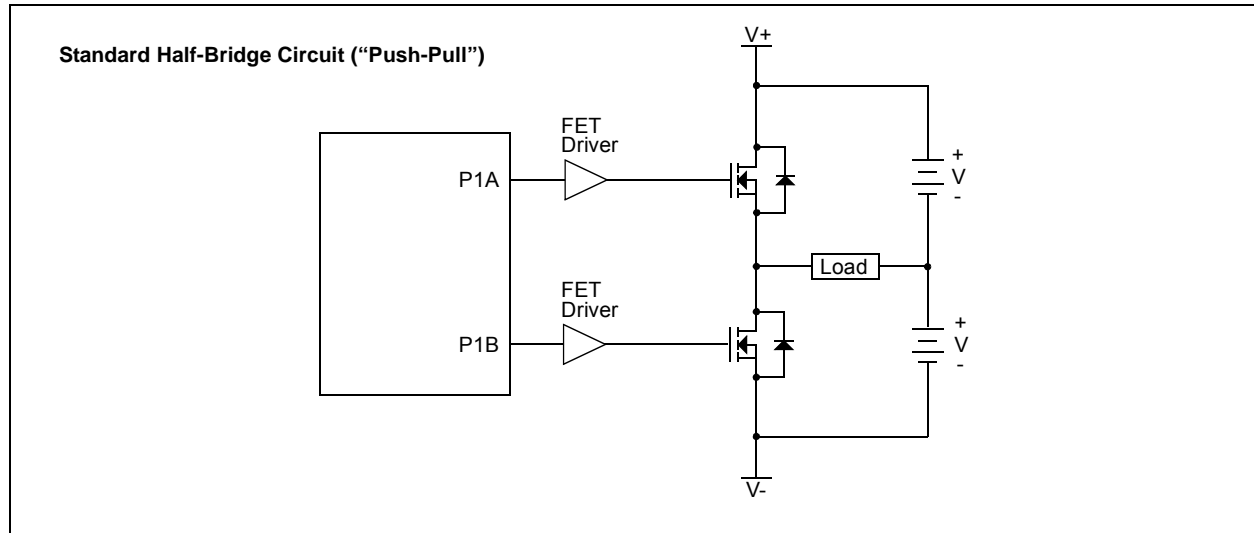 Standard Half-Bridge Circuit (“Push-Pull”)
V+
FET
Driver
P1A
+
V
-
Load
FET
Driver
P1B
+
V
-
V-